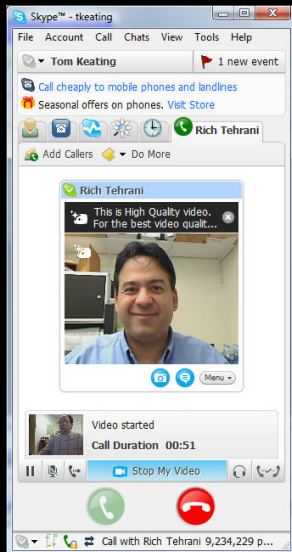 Skype™ - tkeating
File Account Call Chats View Tools Help
Tom Keating
1 new event
Call cheaply to mobile phones and landlines
Seasonal offers on phones. Visit Store
Rich Tehrani
Add Callers Do More
Rich Tehrani
This is High Quality video.
For the best video qualit...
Menu
Video started
Call Duration 00:51
Stop My Video
Call with Rich Tehrani 9,234,229 p...